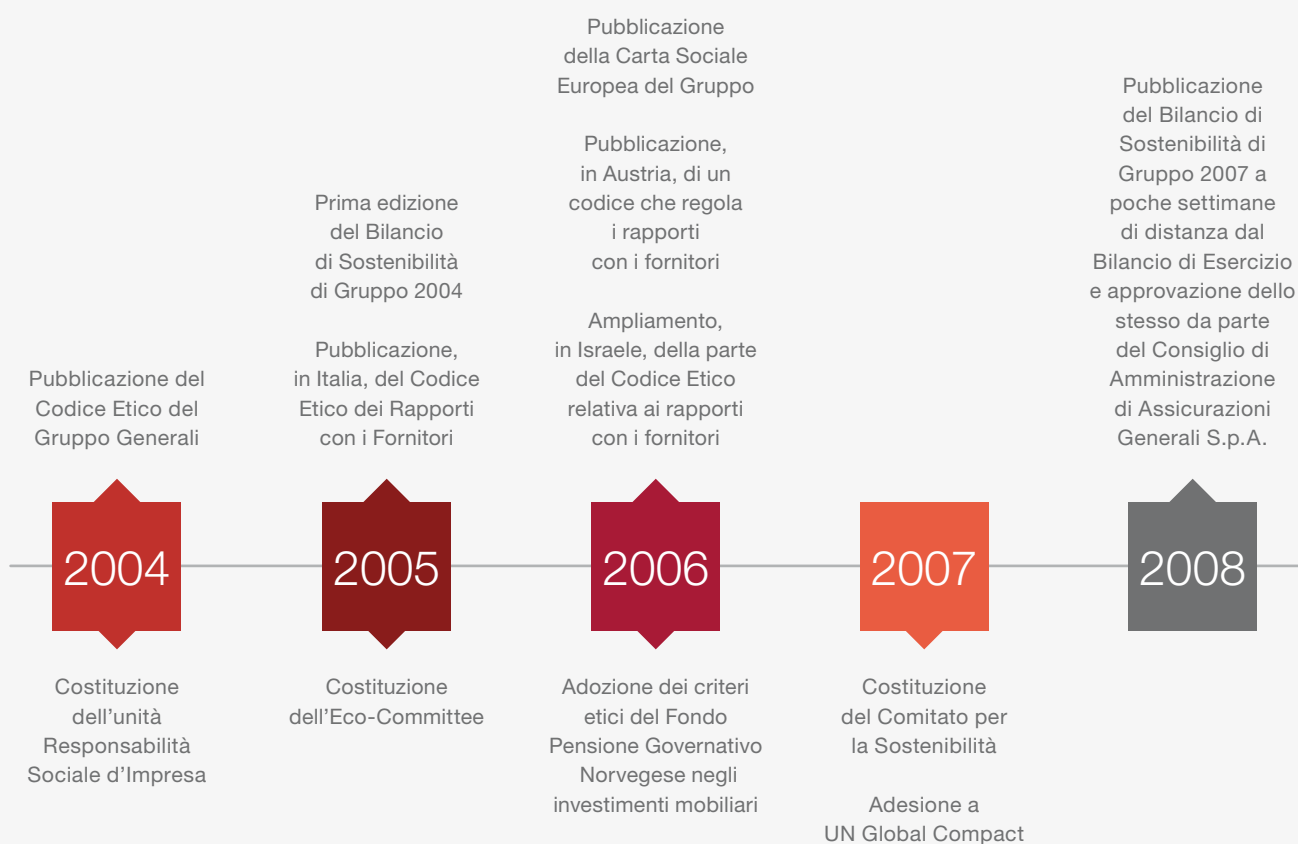 Pubblicazione del
Codice Etico del
Gruppo Generali
2004
Costituzione
dell’unità
Responsabilità
Sociale d’Impresa
Prima edizione
del Bilancio
di Sostenibilità
di Gruppo 2004
Pubblicazione,
in Italia, del Codice
Etico dei Rapporti
con i Fornitori
2005
Costituzione
dell’Eco-Committee
Pubblicazione
della Carta Sociale
Europea del Gruppo
Pubblicazione,
in Austria, di un
codice che regola
i rapporti
con i fornitori
Ampliamento,
in Israele, della parte
del Codice Etico
relativa ai rapporti
con i fornitori
2006
Adozione dei criteri
etici del Fondo
Pensione Governativo
Norvegese negli
investimenti mobiliari
2007
Costituzione
del Comitato per
la Sostenibilità
Adesione a
UN Global Compact
Pubblicazione
del Bilancio di
Sostenibilità di
Gruppo 2007 a
poche settimane
di distanza dal
Bilancio di Esercizio
e approvazione dello
stesso da parte
del Consiglio di
Amministrazione
di Assicurazioni
Generali S.p.A.
2008